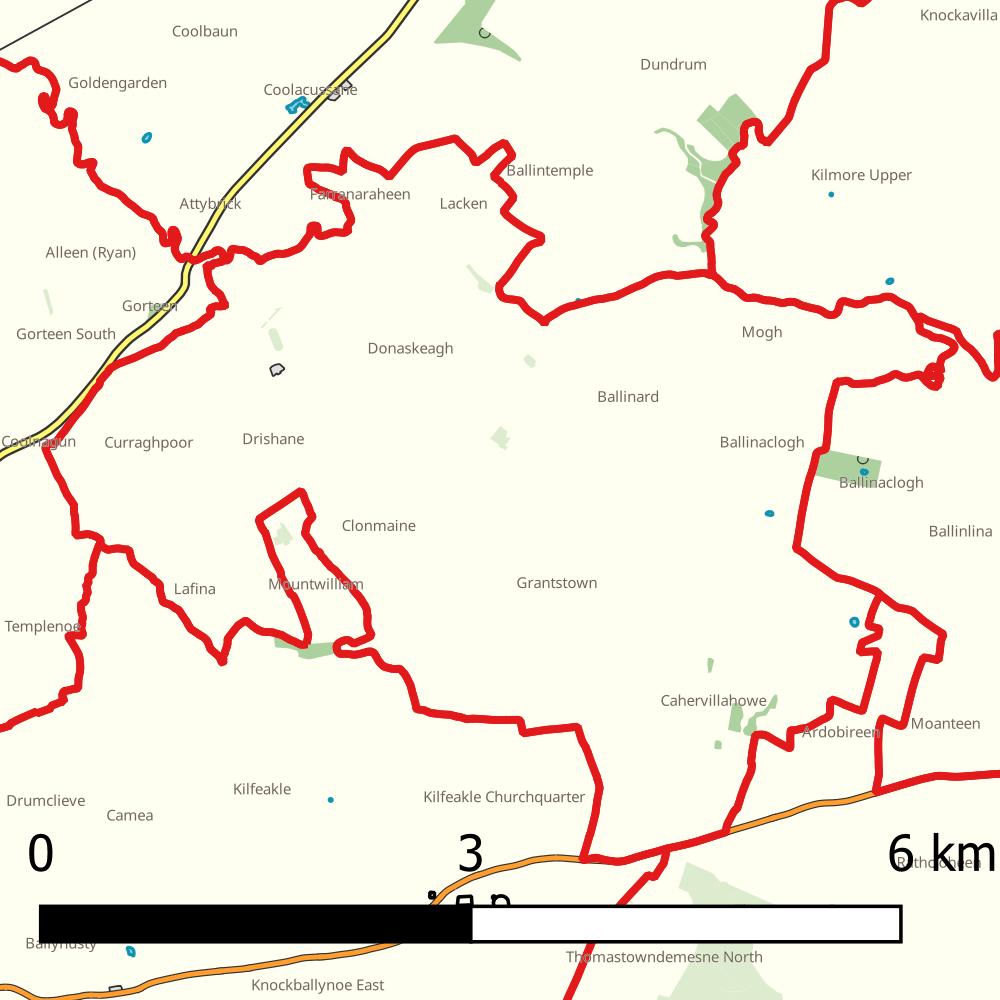 Knockavilla
Coolbaun
Dundrum
Goldengarden
Coolacussane
Ballintemple
Kilmore Upper
Farranaraheen
Attybrick
Lacken
Alleen (Ryan)
Gorteen
Gorteen South
Mogh
Donaskeagh
Ballinard
Coolnagun
Curraghpoor
Drishane
Ballinaclogh
Ballinaclogh
Clonmaine
Ballinlina
Lafina
Mountwilliam
Grantstown
Templenoe
Cahervillahowe
Ardobireen
Moanteen
Kilfeakle
Kilfeakle Churchquarter
Drumclieve
Camea
0
3
6 km
Ballynusty
Thomastowndemesne North
Knockballynoe East